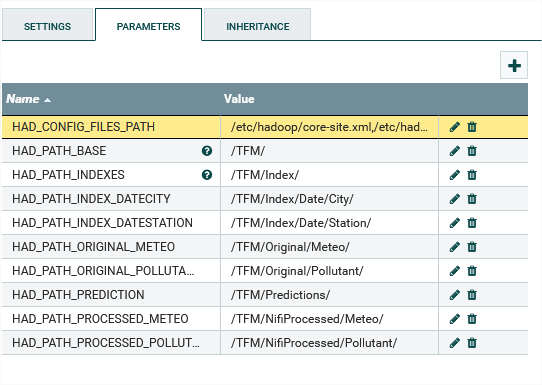 SETTINGS PARAMETERS INHERITANCE
Name Value
HAD_CONFIG_FILES_PATH /etc/hadoop/core-site.xml,/etc/had...
HAD_PATH_BASE ? /TFM/
HAD_PATH_INDEXES ? /TFM/Index/
HAD_PATH_INDEX_DATECITY /TFM/Index/Date/City/
HAD_PATH_INDEX_DATESTATION /TFM/Index/Date/Station/
HAD_PATH_ORIGINAL_METEO /TFM/Original/Meteo/
HAD_PATH_ORIGINAL_POLLUTA... /TFM/Original/Pollutant/
HAD_PATH_PREDICTION /TFM/Predictions/
HAD_PATH_PROCESSED_METEO /TFM/NifiProcessed/Meteo/
HAD_PATH_PROCESSED_POLLUT... /TFM/NifiProcessed/Pollutant/